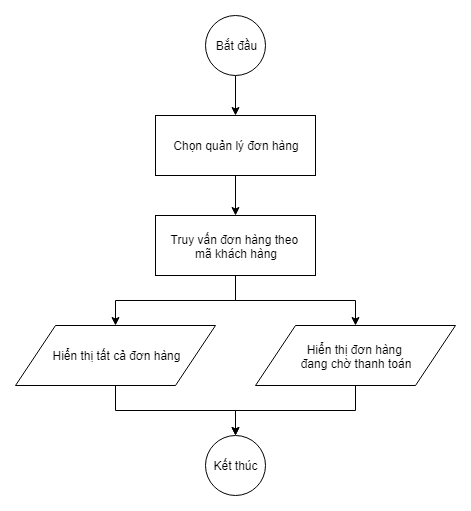 Bắt đầu
Chọn quản lý đơn hàng
Truy vấn đơn hàng theo
mã khách hàng
Hiển thị tất cả đơn hàng
Hiển thị đơn hàng
đang chờ thanh toán
Kết thúc